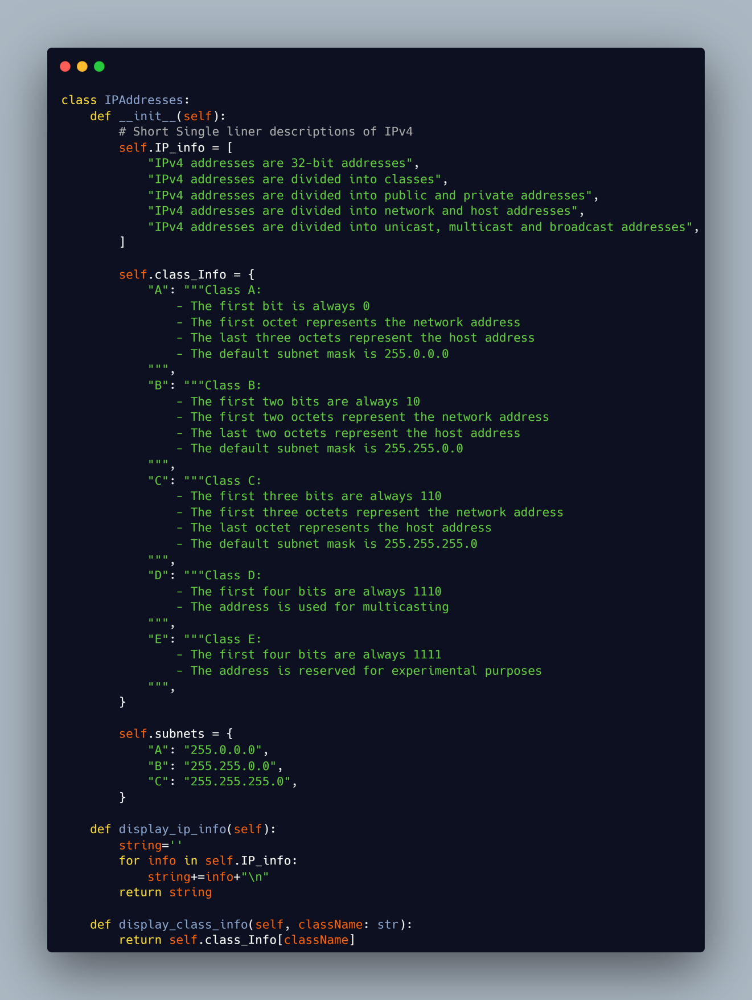 class IPAddresses:
    def __init__(self):
        # Short Single liner descriptions of IPv4
        self.IP_info = [
            "IPv4 addresses are 32-bit addresses",
            "IPv4 addresses are divided into classes",
            "IPv4 addresses are divided into public and private addresses",
            "IPv4 addresses are divided into network and host addresses",
            "IPv4 addresses are divided into unicast, multicast and broadcast addresses",
        ]

        self.class_Info = {
            "A": """Class A:
                - The first bit is always 0
                - The first octet represents the network address
                - The last three octets represent the host address
                - The default subnet mask is 255.0.0.0
            """,
            "B": """Class B:
                - The first two bits are always 10
                - The first two octets represent the network address
                - The last two octets represent the host address
                - The default subnet mask is 255.255.0.0
            """,
            "C": """Class C:
                - The first three bits are always 110
                - The first three octets represent the network address
                - The last octet represents the host address
                - The default subnet mask is 255.255.255.0
            """,
            "D": """Class D:
                - The first four bits are always 1110
                - The address is used for multicasting
            """,
            "E": """Class E:
                - The first four bits are always 1111
                - The address is reserved for experimental purposes
            """,
        }

        self.subnets = {
            "A": "255.0.0.0",
            "B": "255.255.0.0",
            "C": "255.255.255.0",
        }

    def display_ip_info(self):
        string=''
        for info in self.IP_info:
            string+=info+"\n"
        return string

    def display_class_info(self, className: str):
        return self.class_Info[className]